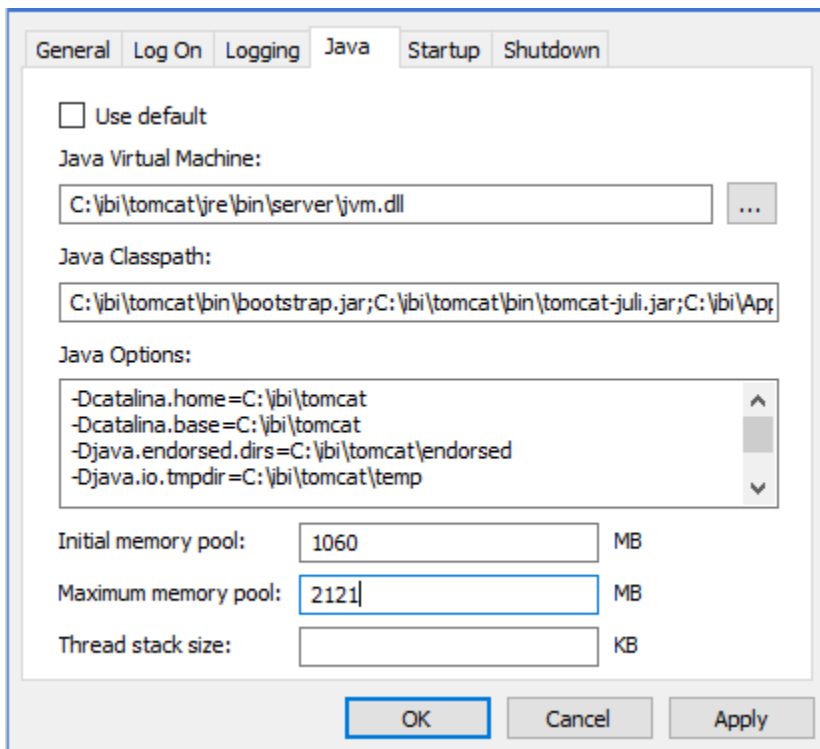 General Log On Logging Java Startup Shutdown
Use default
Java Virtual Machine:
C:\ibi\tomcat\jre\bin\server\jvm.dll ...
Java Classpath:
C:\ibi\tomcat\bin\bootstrap.jar;C:\ibi\tomcat\bin\tomcat-juli.jar;C:\ibi\App
Java Options:
-Dcatalina.home=C:\ibi\tomcat
-Dcatalina.base=C:\ibi\tomcat
-Djava.endorsed.dirs=C:\ibi\tomcat\endorsed
-Djava.io.tmpdir=C:\ibi\tomcat\temp
Initial memory pool: 1060 MB
Maximum memory pool: 2121 MB
Thread stack size: KB
OK Cancel Apply